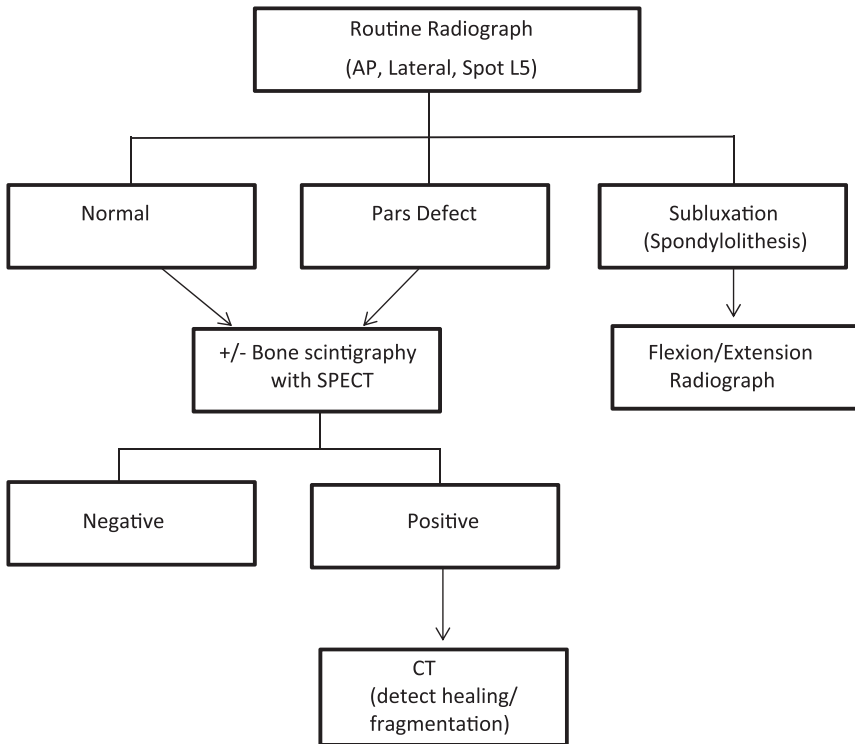 Routine Radiograph
(AP, Lateral, Spot L5)
Normal
Pars Defect
Subluxation
(Spondylolithesis)
+/- Bone scintigraphy
with SPECT
Flexion/Extension
Radiograph
Negative
Positive
CT
(detect healing/
fragmentation)